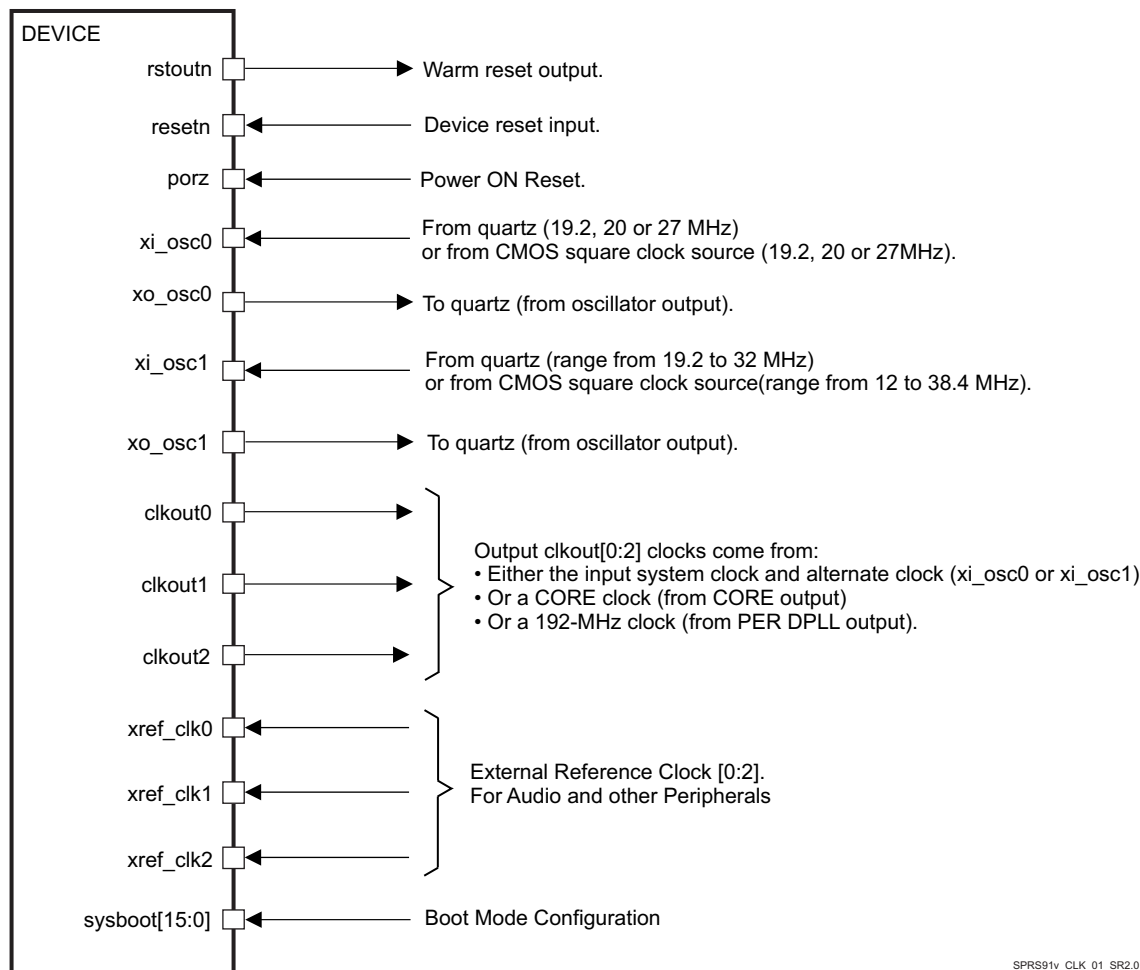 DEVICE
rstoutn
Warm reset output.
resetn
Device reset input.
porz
Power ON Reset.
xi_osc0
From quartz (19.2, 20 or 27 MHz)
or from CMOS square clock source (19.2, 20 or 27MHz).
xo_osc0
To quartz (from oscillator output).
xi_osc1
From quartz (range from 19.2 to 32 MHz)
or from CMOS square clock source(range from 12 to 38.4 MHz).
xo_osc1
To quartz (from oscillator output).
clkout0
clkout1
clkout2
Output clkout[0:2] clocks come from:
• Either the input system clock and alternate clock (xi_osc0 or xi_osc1)
• Or a CORE clock (from CORE output)
• Or a 192-MHz clock (from PER DPLL output).
xref_clk0
xref_clk1
xref_clk2
External Reference Clock [0:2].
For Audio and other Peripherals
sysboot[15:0]
Boot Mode Configuration
SPRS91v_CLK_01_SR2.0